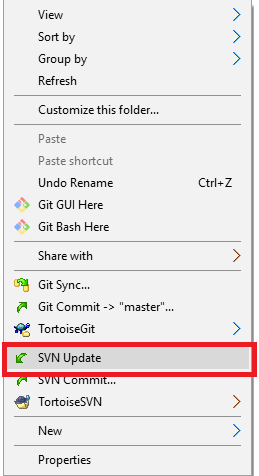 View
Sort by
Group by
Refresh
Customize this folder...
Paste
Paste shortcut
Undo Rename Ctrl+Z
Git GUI Here
Git Bash Here
Share with
Git Sync...
Git Commit -> "master"...
TortoiseGit
SVN Update
SVN Commit...
TortoiseSVN
New
Properties